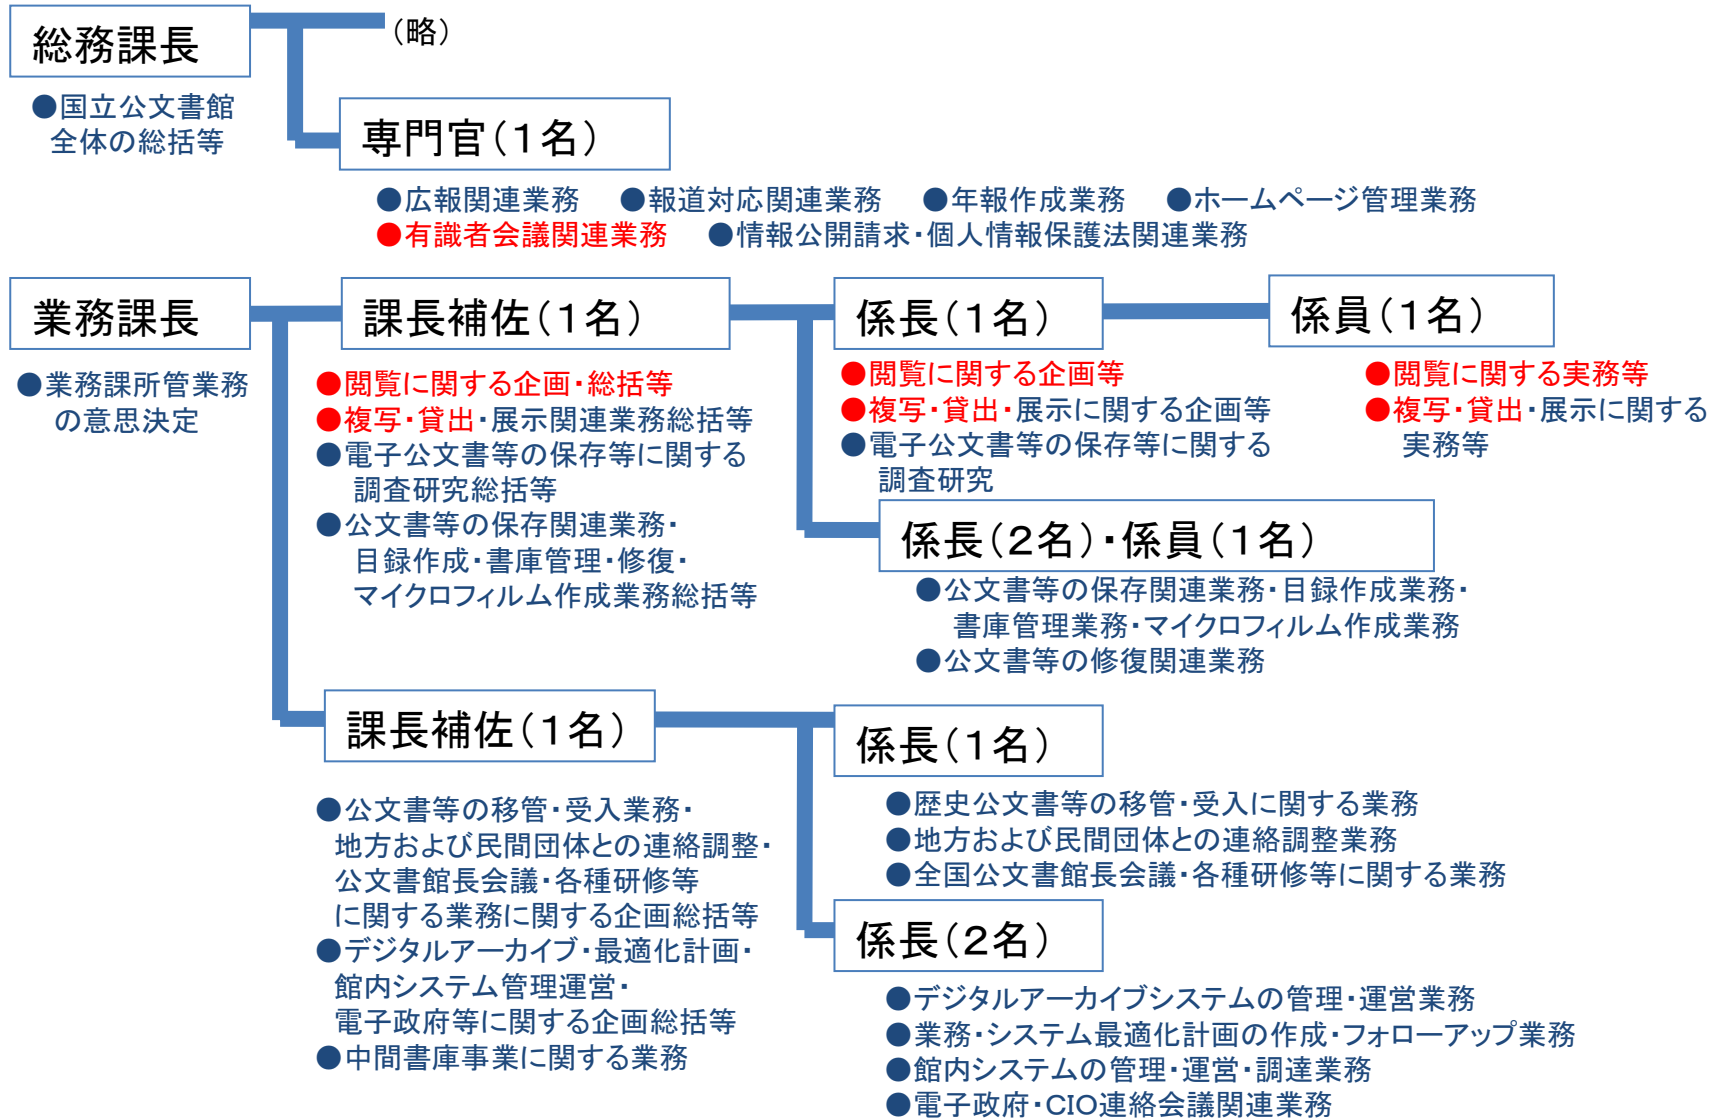 総務課長
（略）
●国立公文書館
全体の総括等
専門官（１名）
●広報関連業務　●報道対応関連業務　●年報作成業務　●ホームページ管理業務
●有識者会議関連業務　●情報公開請求・個人情報保護法関連業務
業務課長
●業務課所管業務
の意思決定
課長補佐（１名）
●閲覧に関する企画・総括等
●複写・貸出・展示関連業務総括等
●電子公文書等の保存等に関する
調査研究総括等
●公文書等の保存関連業務・
目録作成・書庫管理・修復・
マイクロフィルム作成業務総括等
係長（１名）
●閲覧に関する企画等
●複写・貸出・展示に関する企画等
●電子公文書等の保存等に関する
調査研究
係員（１名）
●閲覧に関する実務等
●複写・貸出・展示に関する
実務等
係長（２名）・係員（１名）
●公文書等の保存関連業務・目録作成業務・
書庫管理業務・マイクロフィルム作成業務
●公文書等の修復関連業務
課長補佐（１名）
●公文書等の移管・受入業務・
地方および民間団体との連絡調整・
公文書館長会議・各種研修等
に関する業務に関する企画総括等
●デジタルアーカイブ・最適化計画・
館内システム管理運営・
電子政府等に関する企画総括等
●中間書庫事業に関する業務
係長（１名）
●歴史公文書等の移管・受入に関する業務
●地方および民間団体との連絡調整業務
●全国公文書館長会議・各種研修等に関する業務
係長（２名）
●デジタルアーカイブシステムの管理・運営業務
●業務・システム最適化計画の作成・フォローアップ業務
●館内システムの管理・運営・調達業務
●電子政府・CIO連絡会議関連業務